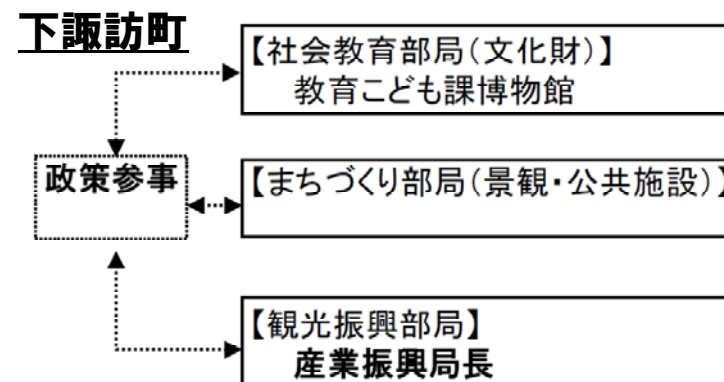 下諏訪町
【社会教育部局(文化財)】
教育こども課博物館
政策参事
【まちづくり部局(景観・公共施設)】
【観光振興部局】
産業振興局長